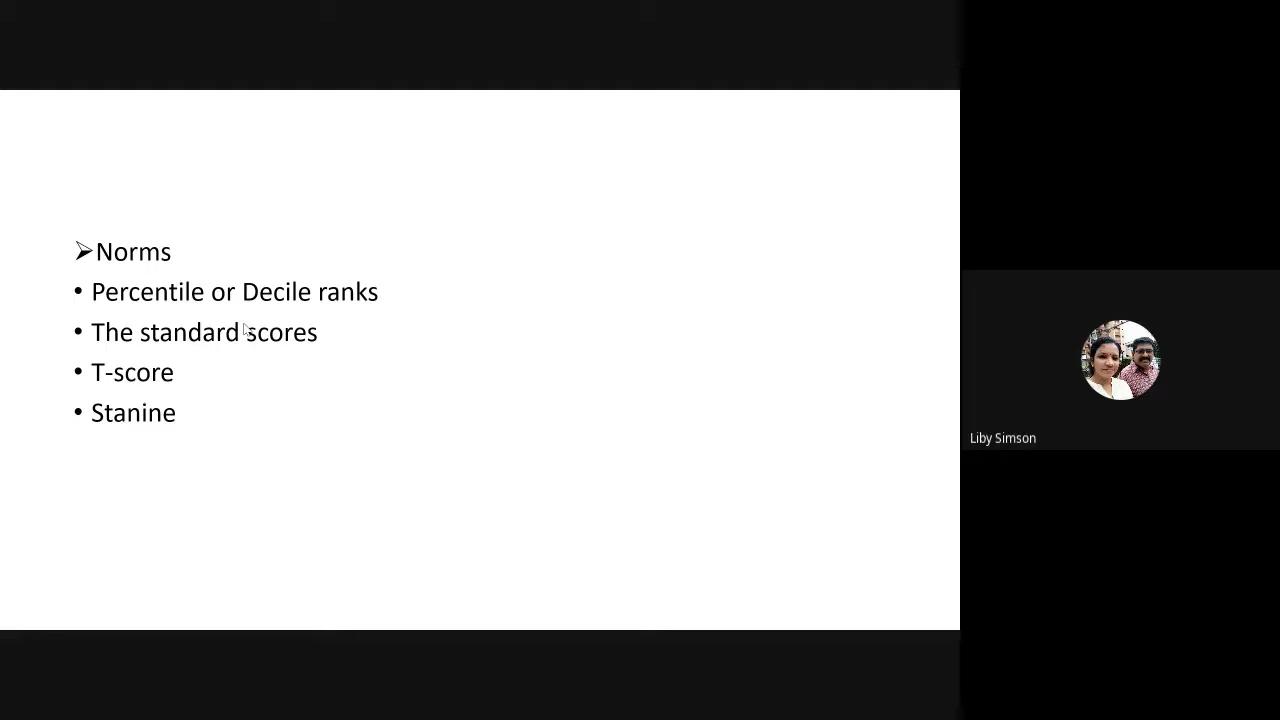 ➢Norms
• Percentile or Decile ranks
• The standard scores
• T-score
• Stanine
Liby Simson